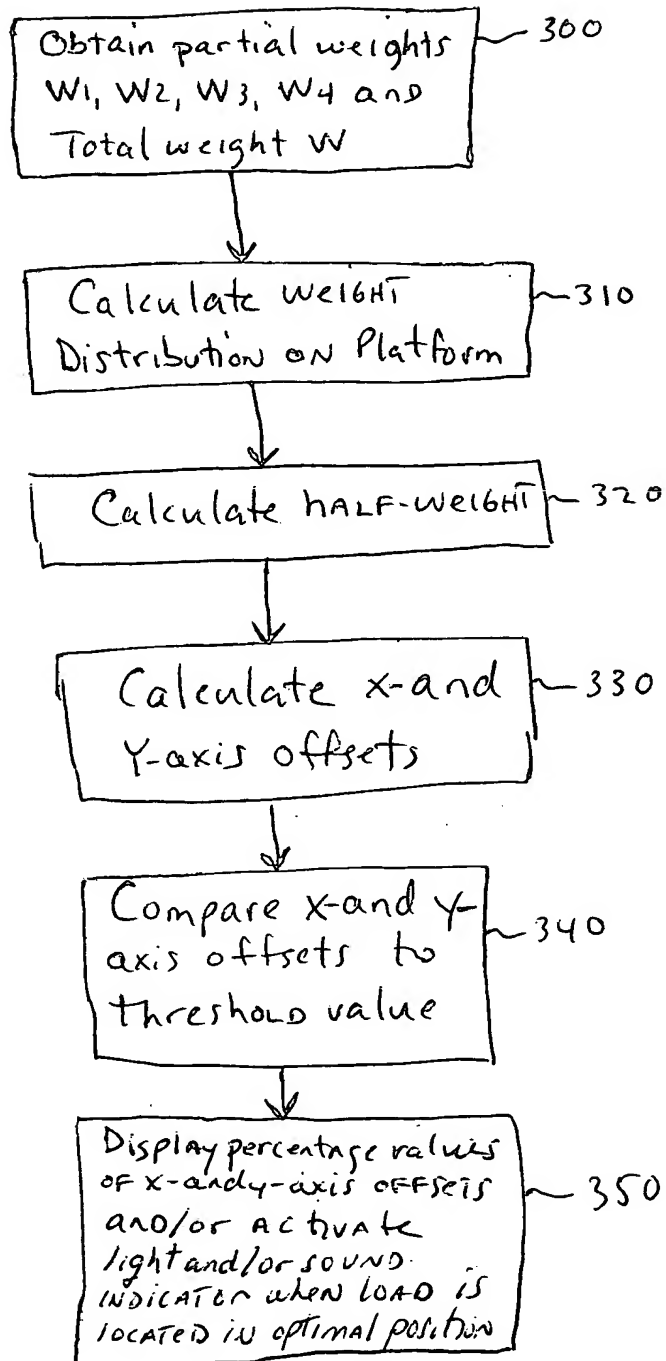 Obtain partial weights
W1, W2, W3, W4 and
Total weight W
300
Calculate WEIGHT
Distribution ON Platform
310
Calculate HALF-WEIGHT
320
Calculate x-and
Y-axis offsets
330
Compare x-and y-
axis offsets to
threshold value
340
Display percentage values
OF x-and y-axis OFFsets
AND/or ACtivAte
light and/or SOUND
INDICATOR when LOAD is
LOCATED in optimal position
350